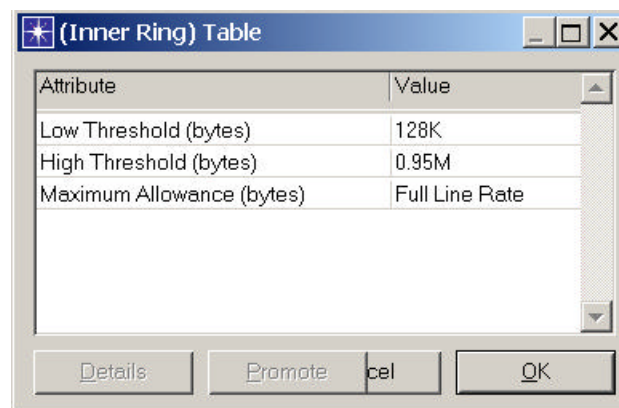 (Inner Ring) Table
Attribute Value
Low Threshold (bytes) 128K
High Threshold (bytes) 0.95M
Maximum Allowance (bytes) Full Line Rate
Details Promote cel OK